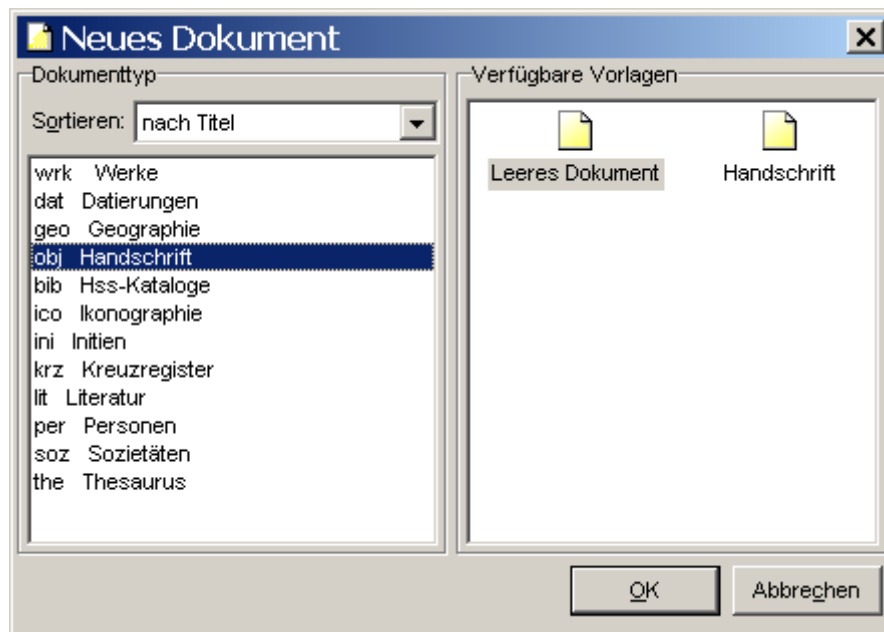 Neues Dokument
Dokumenttyp
Sortieren: nach Titel
wrk Werke
dat Datierungen
geo Geographie
obj Handschrift
bib Hss-Kataloge
ico Ikonographie
ini Initien
krz Kreuzregister
lit Literatur
per Personen
soz Sozietäten
the Thesaurus
Verfügbare Vorlagen
Leeres Dokument Handschrift
OK Abbrechen